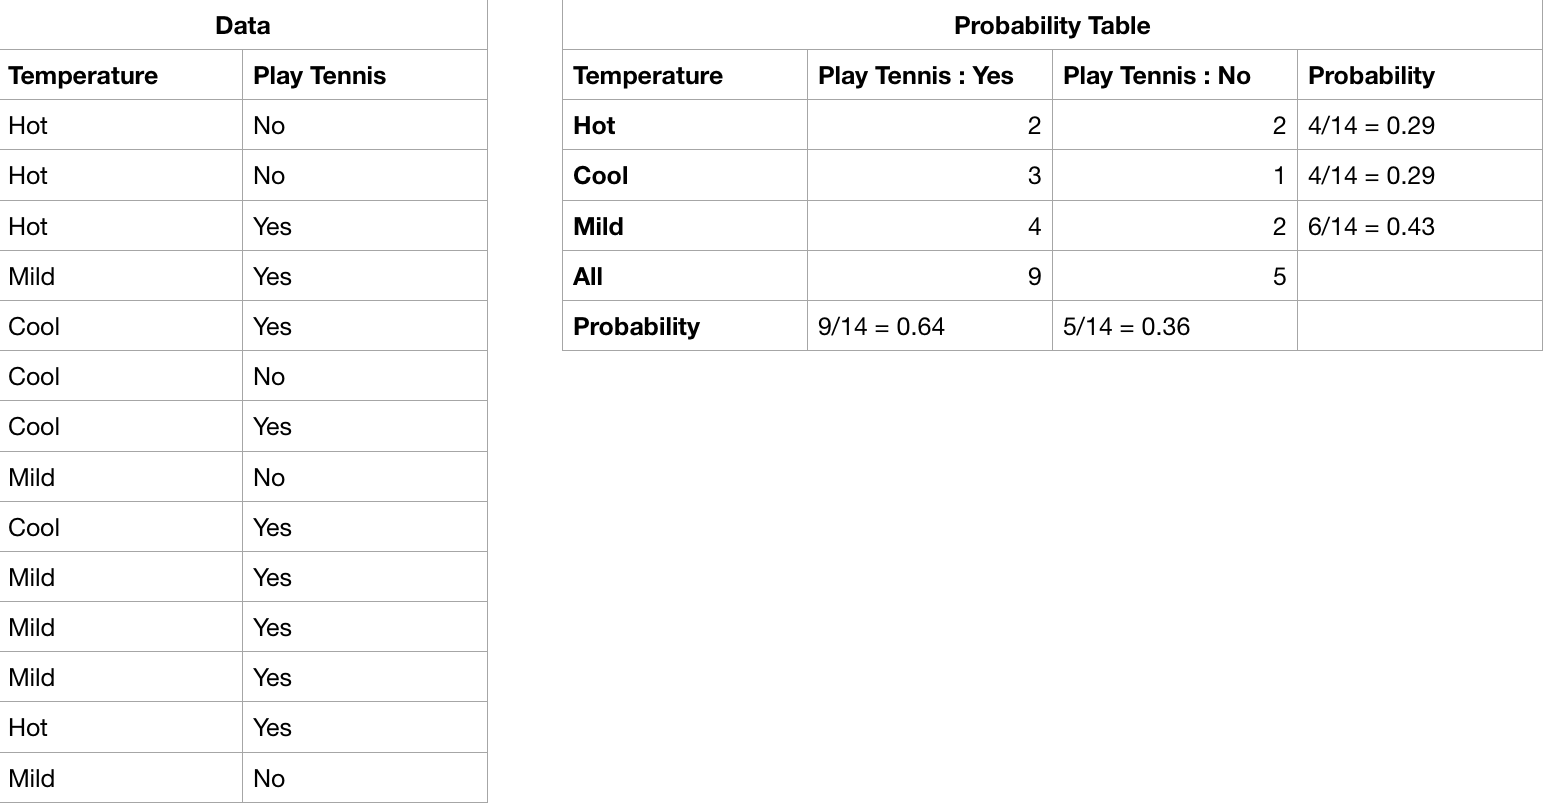 Data
Temperature Play Tennis
Hot No
Hot No
Hot Yes
Mild Yes
Cool Yes
Cool No
Cool Yes
Mild No
Cool Yes
Mild Yes
Mild Yes
Mild Yes
Hot Yes
Mild No
Probability Table
Temperature Play Tennis : Yes Play Tennis : No Probability
Hot 2 2 4/14 = 0.29
Cool 3 1 4/14 = 0.29
Mild 4 2 6/14 = 0.43
All 9 5
Probability 9/14 = 0.64 5/14 = 0.36